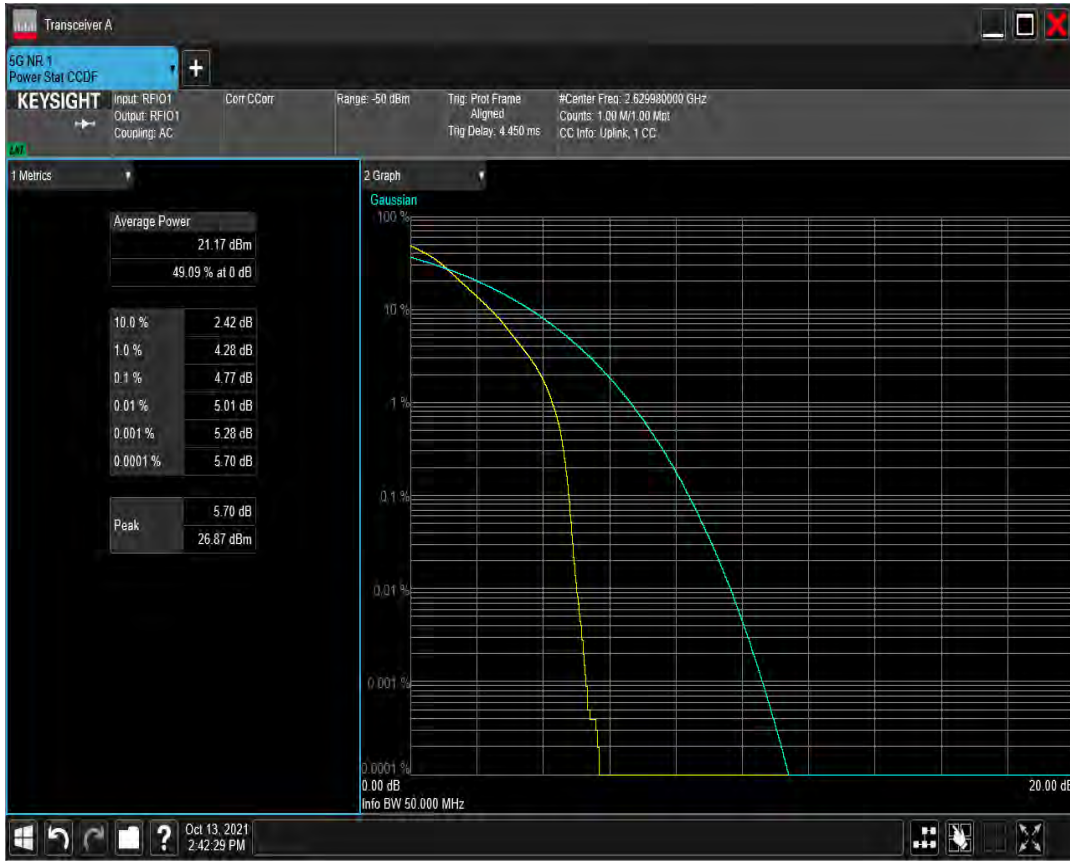 Transceiver A
5G NR 1
Power Stat CCDF
+
KEYSIGHT
Input: RFIO1
Output: RFIO1
Coupling: AC
Corr CCorr
Range: -50 dBm
Trig: Prot Frame
Aligned
Trig Delay: 4.450 ms
#Center Freq: 2.629980000 GHz
Counts: 1.00 M/1.00 Mpt
CC Info: Uplink, 1 CC
1 Metrics
Average Power
21.17 dBm
49.09 % at 0 dB
10.0 % 2.42 dB
1.0 % 4.28 dB
0.1 % 4.77 dB
0.01 % 5.01 dB
0.001 % 5.28 dB
0.0001 % 5.70 dB
Peak
5.70 dB
26.87 dBm
2 Graph
Gaussian
100 %
10 %
1 %
0.1 %
0.01 %
0.001 %
0.0001 %
0.00 dB 20.00 dB
Info BW 50.000 MHz
?
Oct 13, 2021
2:42:29 PM